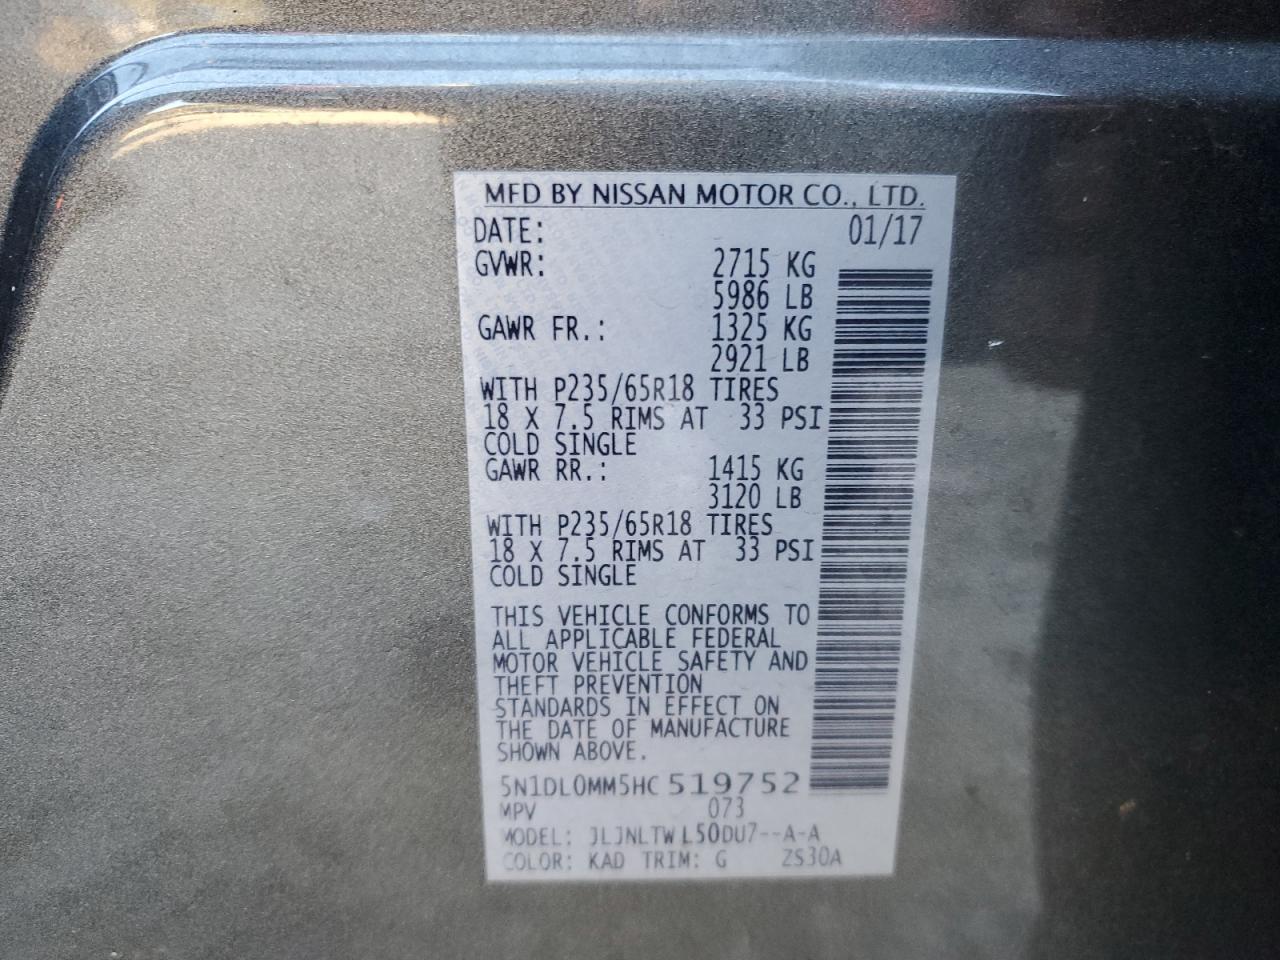 MFD BY NISSAN MOTOR CO., LTD.
DATE: 01/17
GVWR: 2715 KG
5986 LB
GAWR FR.: 1325 KG
2921 LB
WITH P235/65R18 TIRES
18 X 7.5 RIMS AT 33 PSI
COLD SINGLE
GAWR RR.: 1415 KG
3120 LB
WITH P235/65R18 TIRES
18 X 7.5 RIMS AT 33 PSI
COLD SINGLE
THIS VEHICLE CONFORMS TO
ALL APPLICABLE FEDERAL
MOTOR VEHICLE SAFETY AND
THEFT PREVENTION
STANDARDS IN EFFECT ON
THE DATE OF MANUFACTURE
SHOWN ABOVE.
5N1DL0MM5HC519752
MPV 073
MODEL: JLJNLTWL50DU7--A-A
COLOR: KAD TRIM: G ZS30A